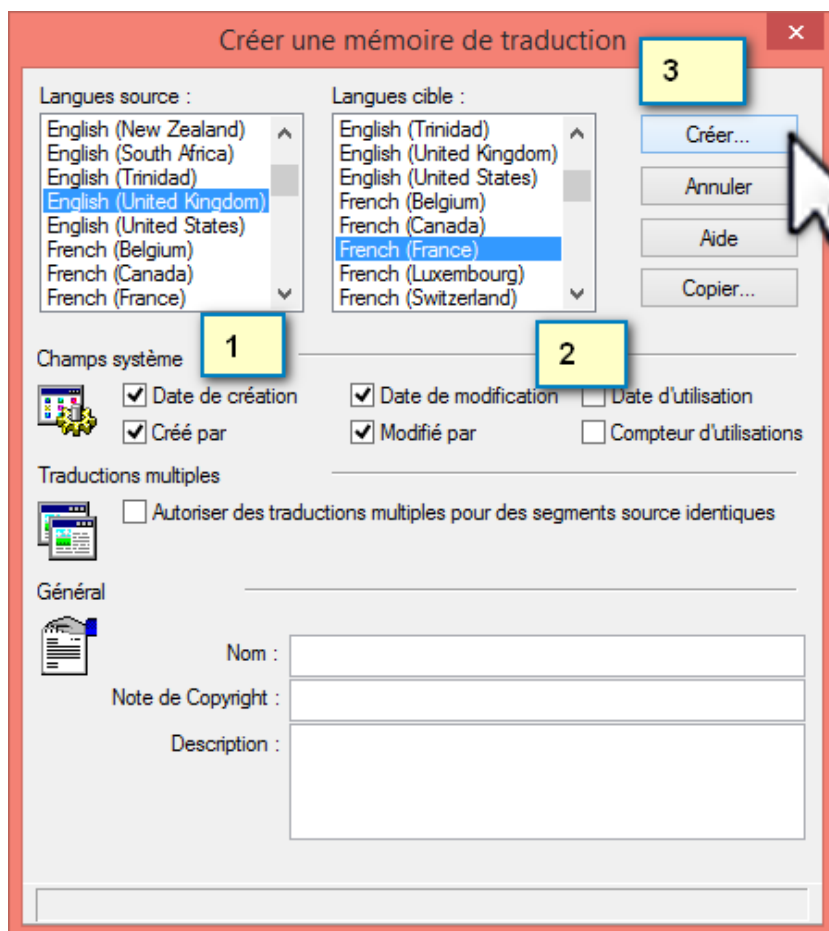 Créer une mémoire de traduction
3
Langues source :
Langues cible :
English (New Zealand)
English (South Africa)
English (Trinidad)
English (United Kingdom)
English (United States)
French (Belgium)
French (Canada)
French (France)
English (Trinidad)
English (United Kingdom)
English (United States)
French (Belgium)
French (Canada)
French (France)
French (Luxembourg)
French (Switzerland)
Créer...
Annuler
Aide
Copier...
1
2
Champs système
Date de création
Date de modification
Date d'utilisation
Créé par
Modifié par
Compteur d'utilisations
Traductions multiples
Autoriser des traductions multiples pour des segments source identiques
Général
Nom :
Note de Copyright :
Description :